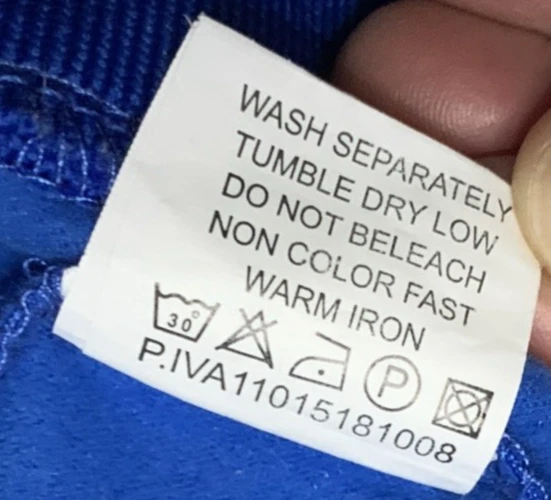 WASH SEPARATELY
TUMBLE DRY LOW
DO NOT BELEACH
NON COLOR FAST
WARM IRON
30° P
P.IVA11015181008